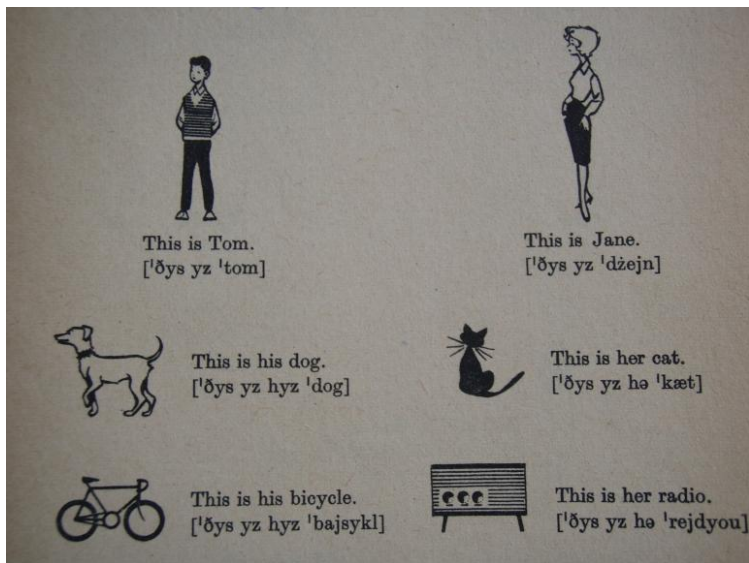 This is Tom.
[ˈðys yz ˈtom]
This is Jane.
[ˈðys yz ˈdżejn]
This is his dog.
[ˈðys yz hyz ˈdog]
This is her cat.
[ˈðys yz hə ˈkæt]
This is his bicycle.
[ˈðys yz hyz ˈbajsykl]
This is her radio.
[ˈðys yz hə ˈrejdyou]